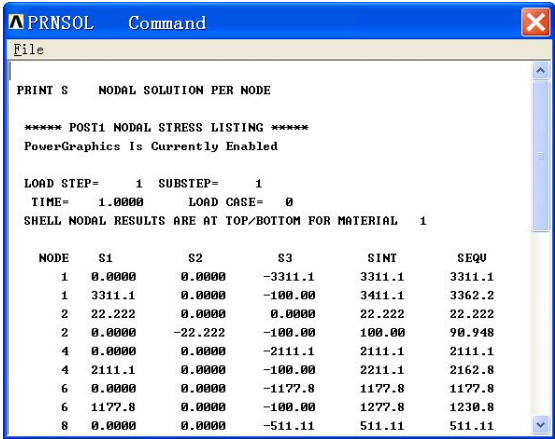 PRNSOL Command
File
PRINT S NODAL SOLUTION PER NODE
***** POST1 NODAL STRESS LISTING *****
PowerGraphics Is Currently Enabled
LOAD STEP= 1 SUBSTEP= 1
TIME= 1.0000 LOAD CASE= 0
SHELL NODAL RESULTS ARE AT TOP/BOTTOM FOR MATERIAL 1
NODE S1 S2 S3 SINT SEQV
1 0.0000 0.0000 -3311.1 3311.1 3311.1
1 3311.1 0.0000 -100.00 3411.1 3362.2
2 22.222 0.0000 0.0000 22.222 22.222
2 0.0000 -22.222 -100.00 100.00 90.948
4 0.0000 0.0000 -2111.1 2111.1 2111.1
4 2111.1 0.0000 -100.00 2211.1 2162.8
6 0.0000 0.0000 -1177.8 1177.8 1177.8
6 1177.8 0.0000 -100.00 1277.8 1230.8
8 0.0000 0.0000 -511.11 511.11 511.11